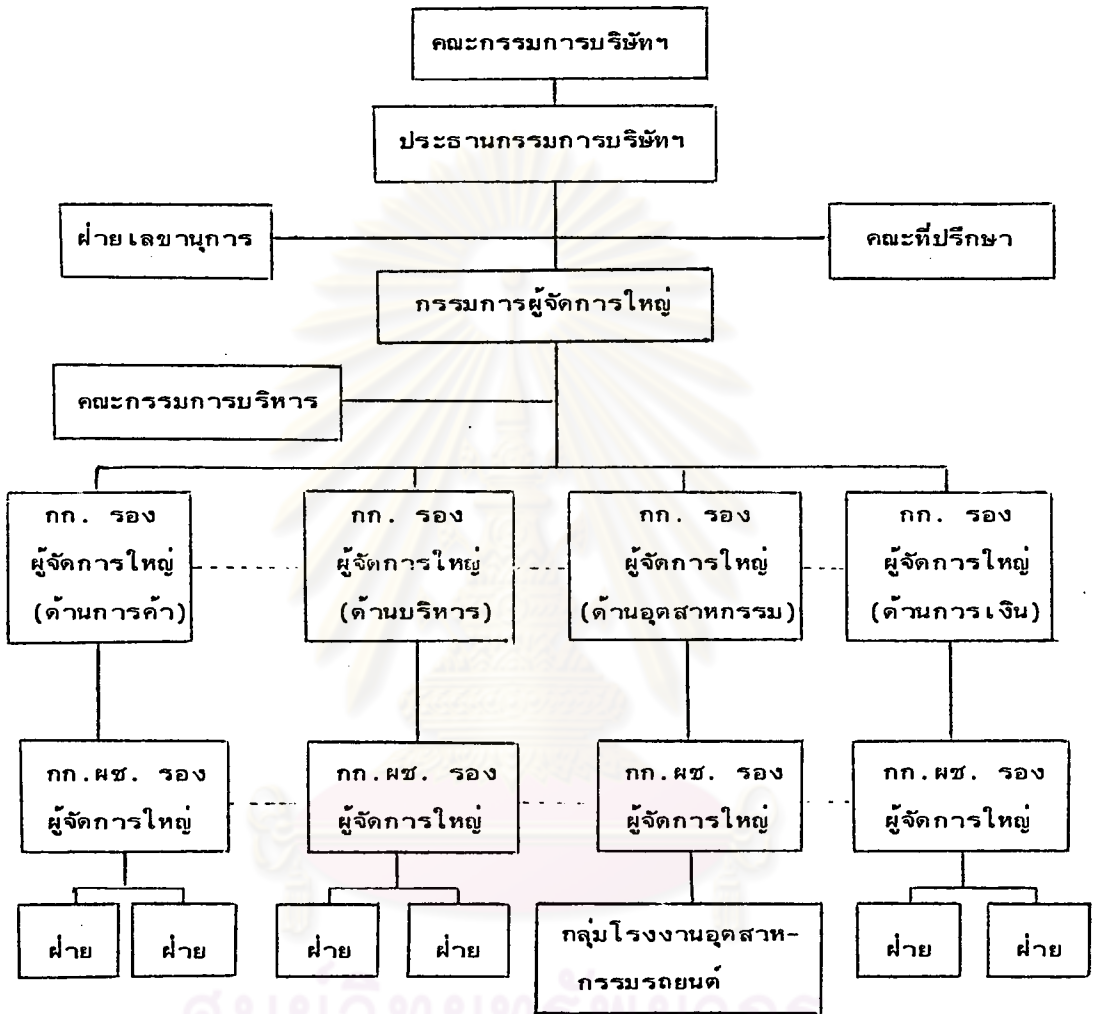 คณะกรรมการบริษัทฯ
ประธานกรรมการบริษัทฯ
ฝ่ายเลขานุการ
คณะที่ปรึกษา
กรรมการผู้จัดการใหญ่
คณะกรรมการบริหาร
กก. รอง
ผู้จัดการใหญ่
(ด้านการค้า)
กก. รอง
ผู้จัดการใหญ่
(ด้านบริหาร)
กก. รอง
ผู้จัดการใหญ่
(ด้านอุตสาหกรรม)
กก. รอง
ผู้จัดการใหญ่
(ด้านการเงิน)
กก.ผช. รอง
ผู้จัดการใหญ่
กก.ผช. รอง
ผู้จัดการใหญ่
กก.ผช. รอง
ผู้จัดการใหญ่
กก.ผช. รอง
ผู้จัดการใหญ่
ฝ่าย
ฝ่าย
ฝ่าย
ฝ่าย
กลุ่มโรงงานอุตสาห-
กรรมรถยนต์
ฝ่าย
ฝ่าย